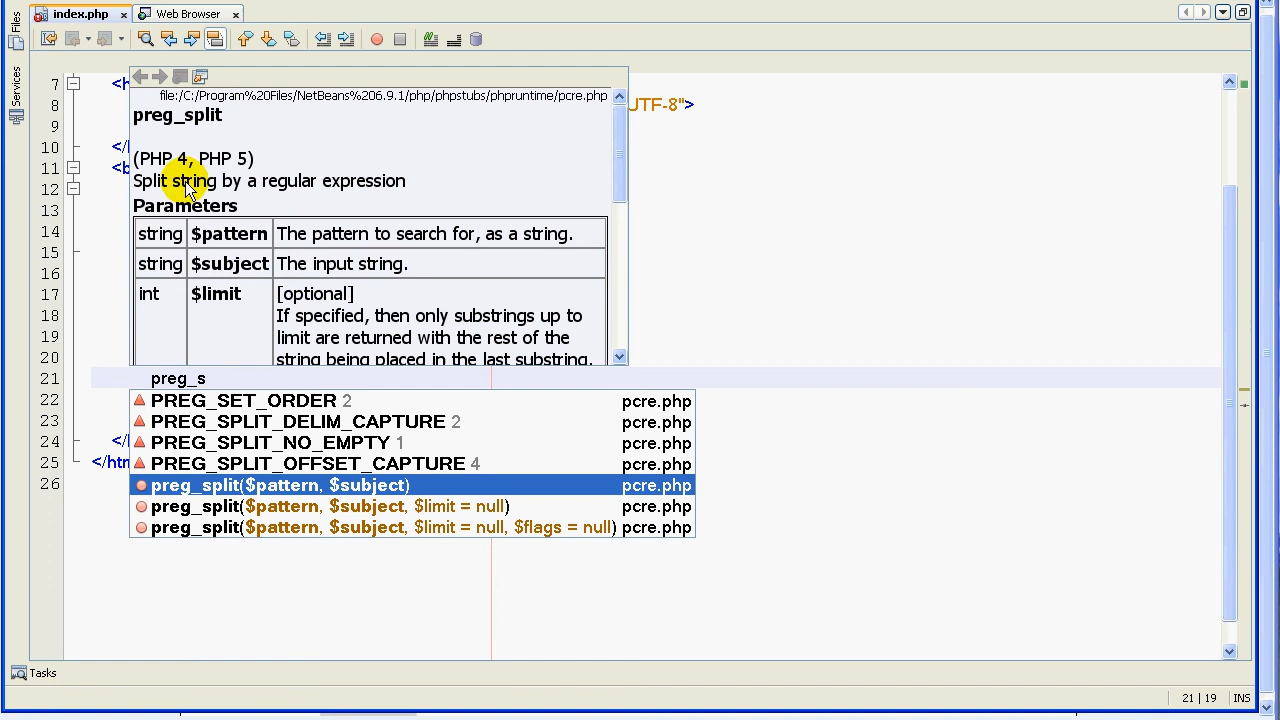 index.php
Web Browser
Files
Services
file:/C:/Program%20Files/NetBeans%206.9.1/php/phpstubs/phpruntime/pcre.php
preg_split
(PHP 4, PHP 5)
Split string by a regular expression
Parameters
string $pattern The pattern to search for, as a string.
string $subject The input string.
int $limit [optional]
If specified, then only substrings up to
limit are returned with the rest of the
string being placed in the last substring.
7 <h
8 UTF-8">
9
10 </
11 <b
12
13
14
15
16
17
18
19
20
21 preg_s
22
23
24 </
25 </htm
26
PREG_SET_ORDER 2 pcre.php
PREG_SPLIT_DELIM_CAPTURE 2 pcre.php
PREG_SPLIT_NO_EMPTY 1 pcre.php
PREG_SPLIT_OFFSET_CAPTURE 4 pcre.php
preg_split($pattern, $subject) pcre.php
preg_split($pattern, $subject, $limit = null) pcre.php
preg_split($pattern, $subject, $limit = null, $flags = null) pcre.php
Tasks
21 | 19 INS